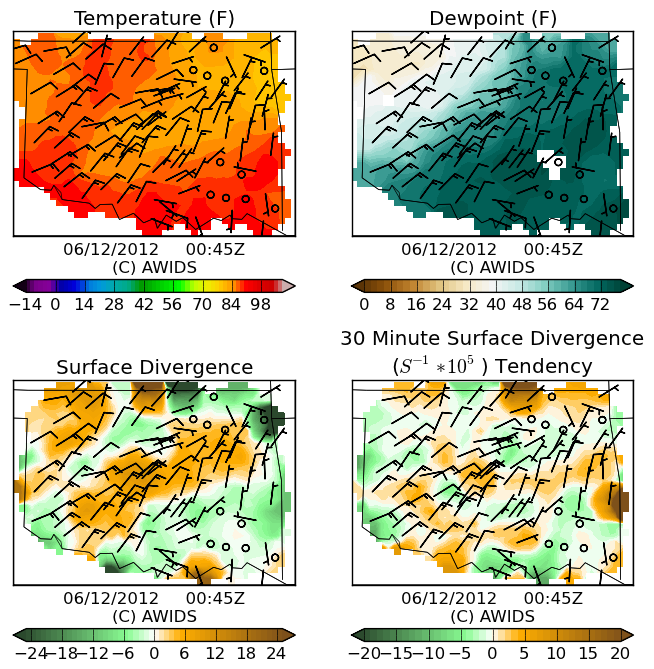 Temperature (F)
Dewpoint (F)
06/12/2012 00:45Z
(C) AWIDS
06/12/2012 00:45Z
(C) AWIDS
−14 0 14 28 42 56 70 84 98
0 8 16 24 32 40 48 56 64 72
Surface Divergence
30 Minute Surface Divergence
(S⁻¹ *10⁵ ) Tendency
06/12/2012 00:45Z
(C) AWIDS
06/12/2012 00:45Z
(C) AWIDS
−24 −18 −12 −6 0 6 12 18 24
−20 −15 −10 −5 0 5 10 15 20